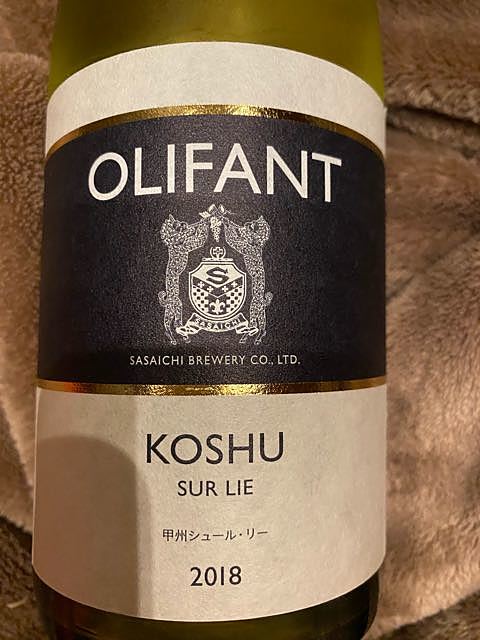 OLIFANT
S
SASAICHI
SASAICHI BREWERY CO., LTD.
KOSHU
SUR LIE
甲州シュール・リー
2018